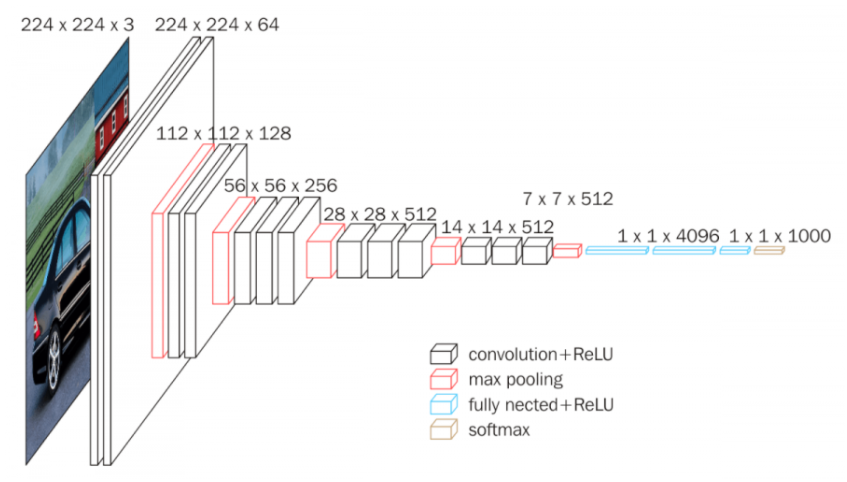 224 x 224 x 3
224 x 224 x 64
112 x 112 x 128
56 x 56 x 256
28 x 28 x 512
14 x 14 x 512
7 x 7 x 512
1 x 1 x 4096
1 x 1 x 1000
convolution+ReLU
max pooling
fully nected+ReLU
softmax